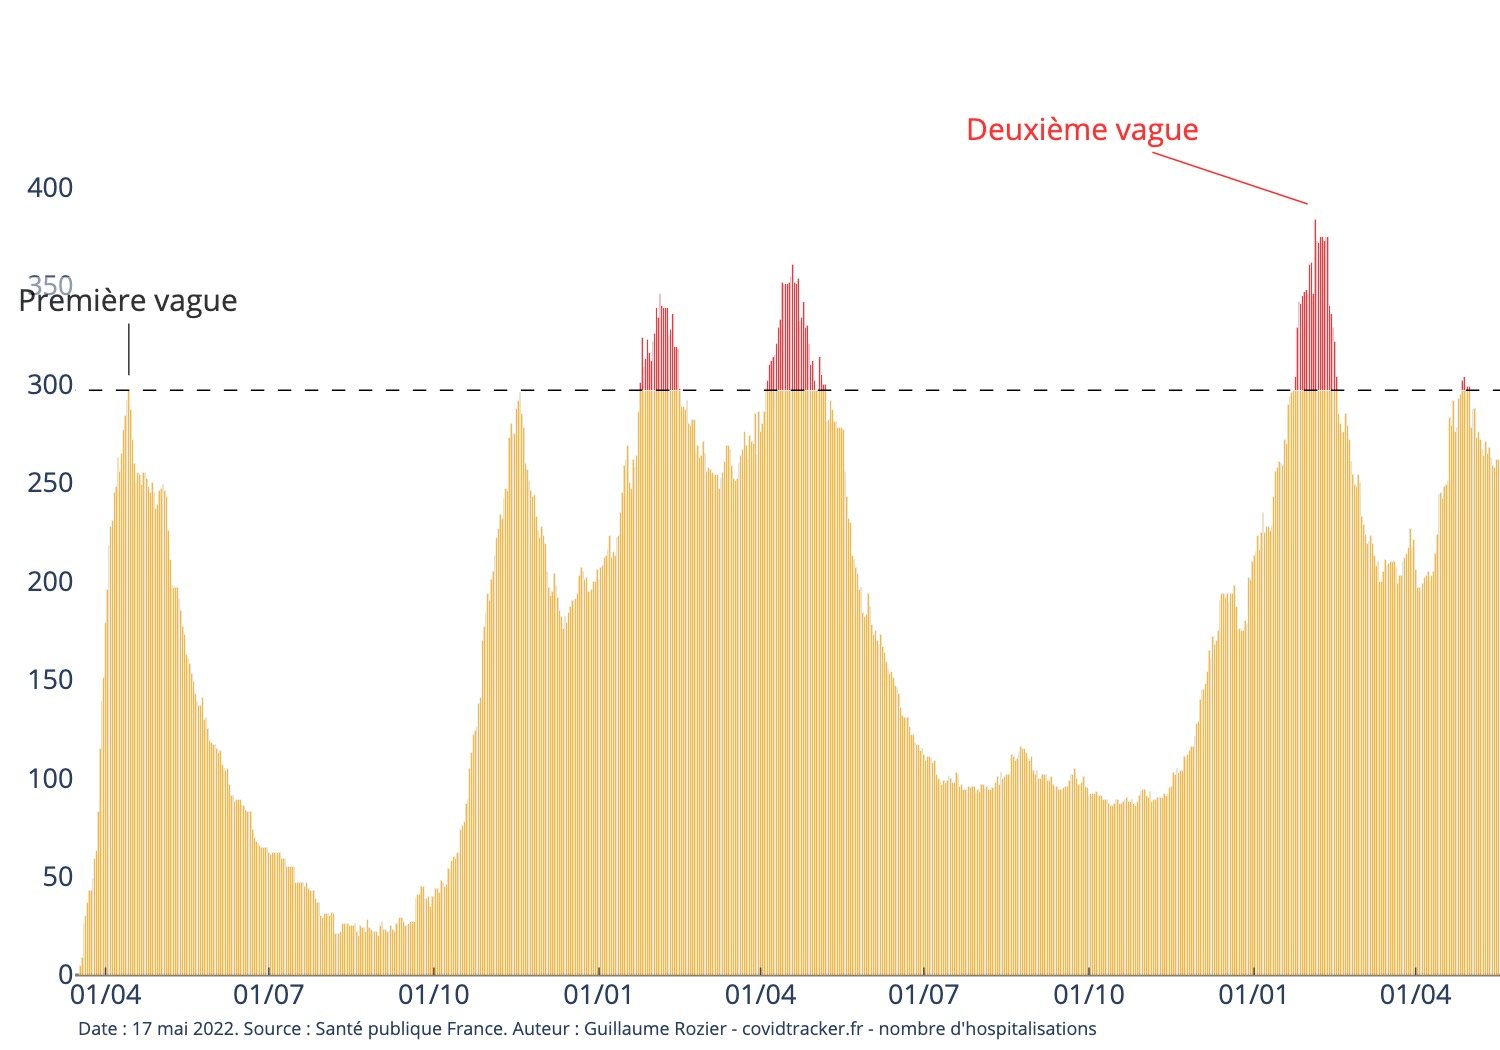 Deuxième vague
400
350
Première vague
300
250
200
150
100
50
0
01/04 01/07 01/10 01/01 01/04 01/07 01/10 01/01 01/04
Date : 17 mai 2022. Source : Santé publique France. Auteur : Guillaume Rozier - covidtracker.fr - nombre d'hospitalisations